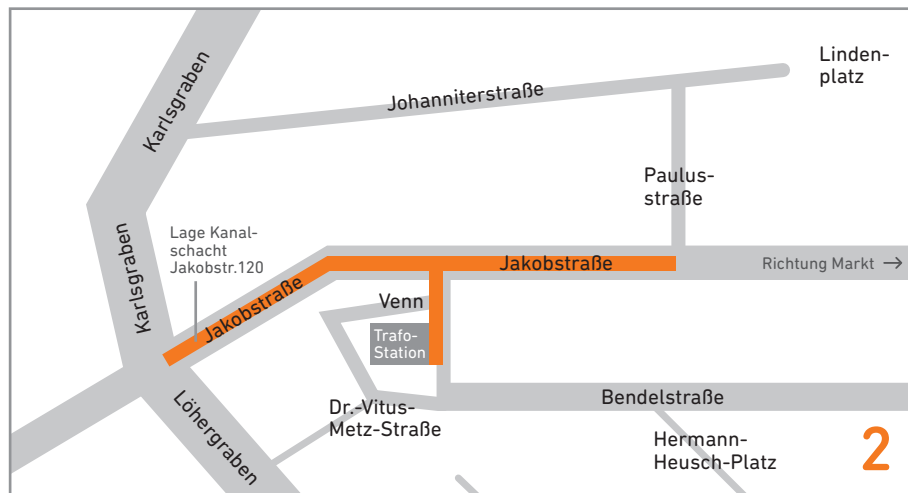 Linden-
platz
Johanniterstraße
Karlsgraben
Paulus-
straße
Karlsgraben
Lage Kanal-
schacht
Jakobstr.120
Jakobstraße
Richtung Markt →
Jakobstraße
Venn
Trafo-
Station
Löhergraben
Dr.-Vitus-
Metz-Straße
Bendelstraße
Hermann-
Heusch-Platz
2